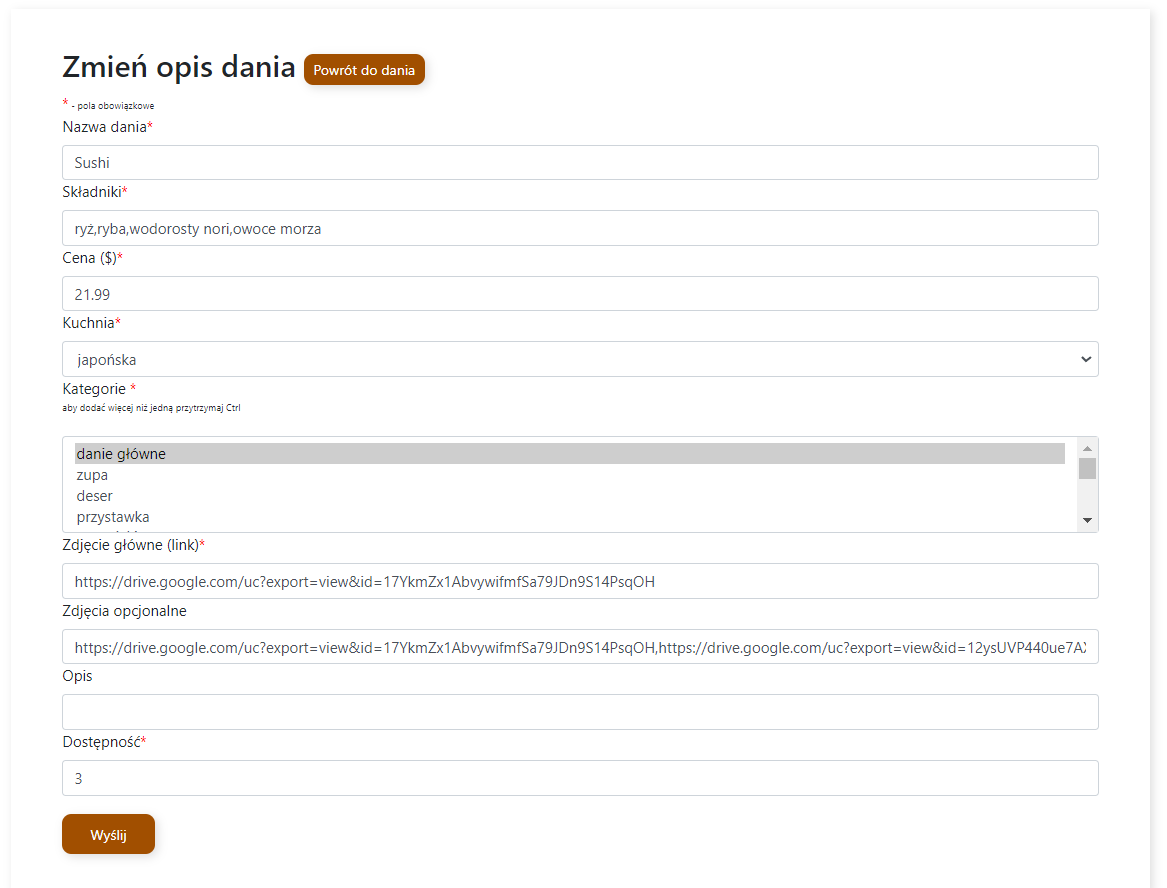 Zmień opis dania Powrót do dania
* - pola obowiązkowe
Nazwa dania*
Sushi
Składniki*
ryż,ryba,wodorosty nori,owoce morza
Cena ($)*
21.99
Kuchnia*
japońska
Kategorie *
aby dodać więcej niż jedną przytrzymaj Ctrl
danie główne
zupa
deser
przystawka
Zdjęcie główne (link)*
https://drive.google.com/uc?export=view&id=17YkmZx1AbvywifmfSa79JDn9S14PsqOH
Zdjęcia opcjonalne
https://drive.google.com/uc?export=view&id=17YkmZx1AbvywifmfSa79JDn9S14PsqOH,https://drive.google.com/uc?export=view&id=12ysUVP440ue7A
Opis
Dostępność*
3
Wyślij